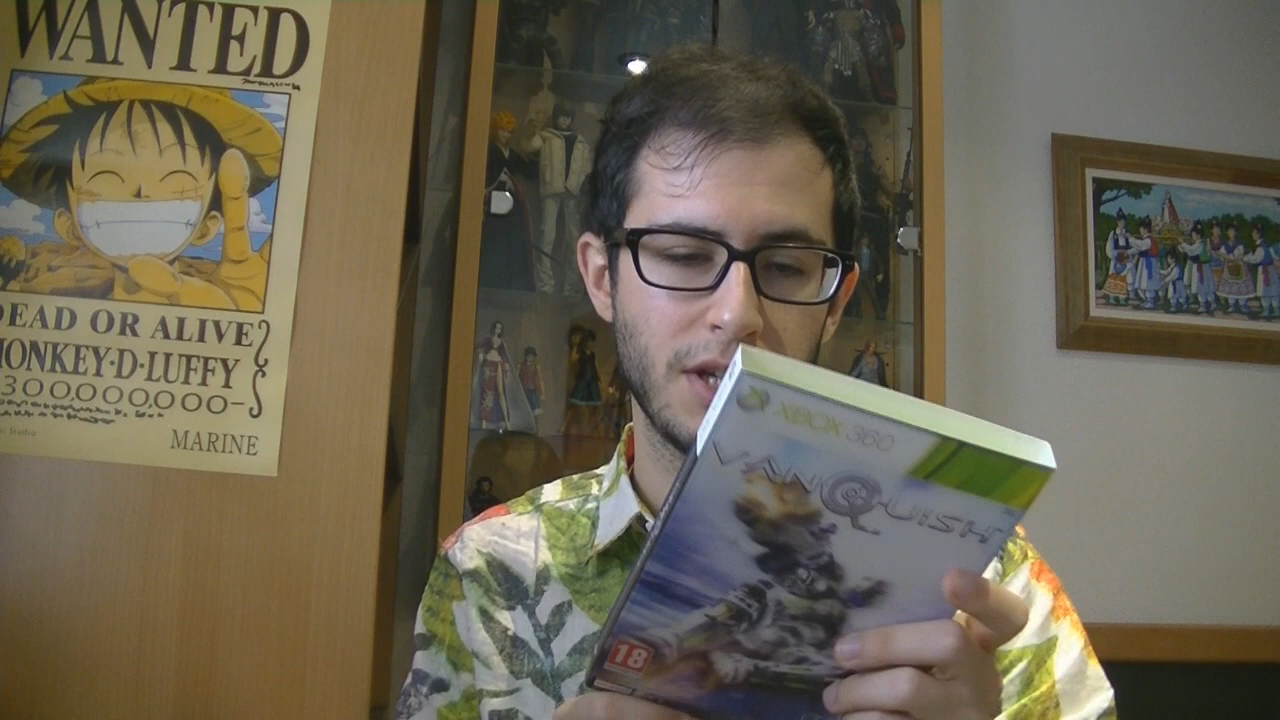 WANTED
DEAD OR ALIVE
MONKEY·D·LUFFY
300,000,000-
MARINE
XBOX 360
VANQUISH
18